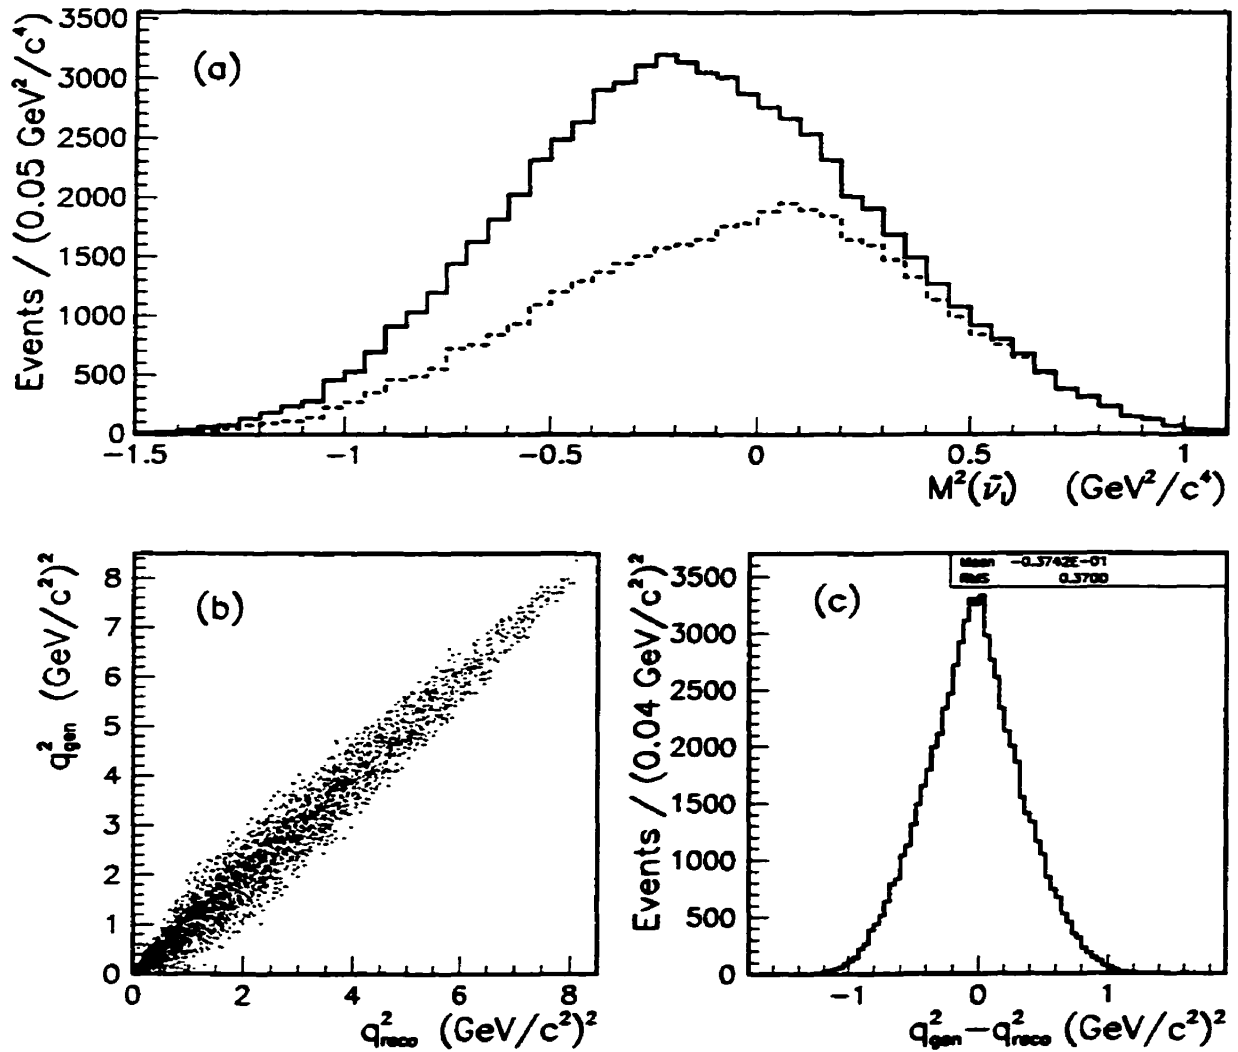 Events / (0.05 GeV²/c⁴)
3500
3000
2500
2000
1500
1000
500
0
(a)
-1.5 -1 -0.5 0 0.5 1
M²(ν̄ₗ) (GeV²/c⁴)
q²gen (GeV/c²)²
8
7
6
5
4
3
2
1
0
(b)
0 2 4 6 8
q²reco (GeV/c²)²
Events / (0.04 GeV/c²)²
3500
3000
2500
2000
1500
1000
500
0
Mean -0.3742E-01
RMS 0.3700
(c)
-1 0 1
q²gen-q²reco (GeV/c²)²